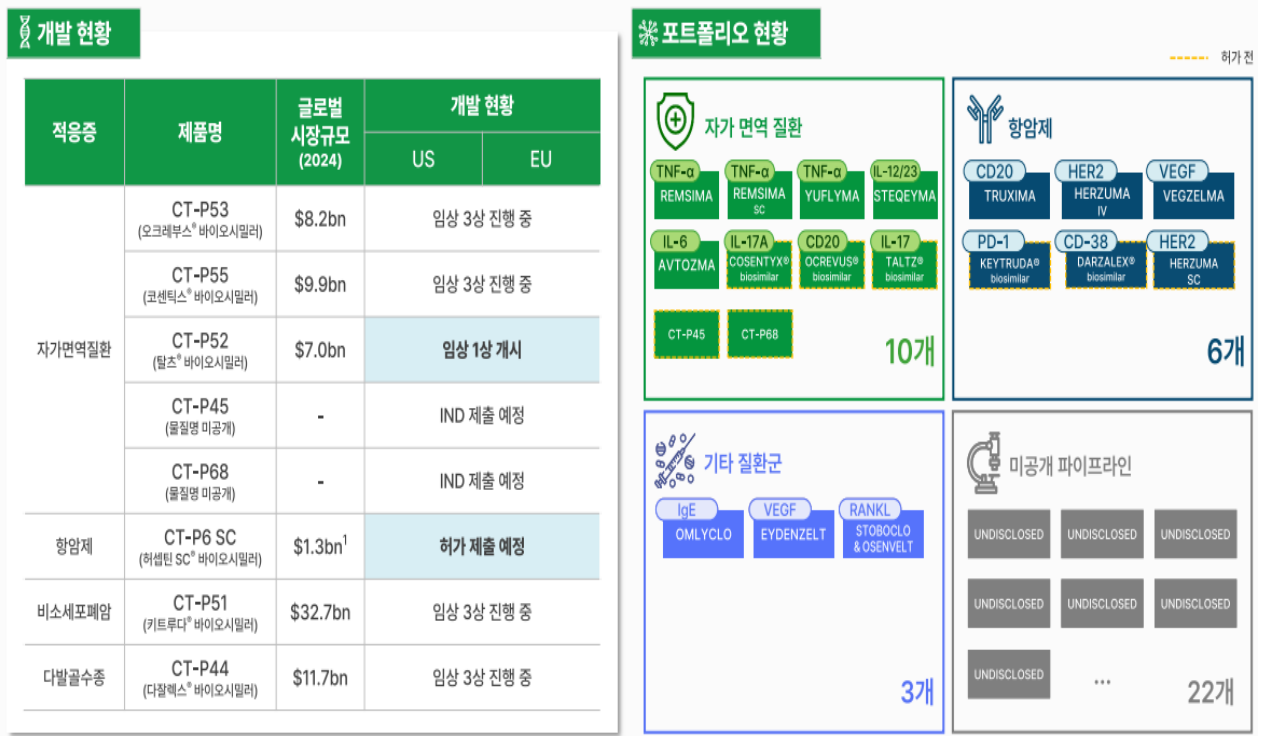 개발 현황
적응증
제품명
글로벌
시장규모
(2024)
개발 현황
US
EU
자가면역질환
CT-P53
(오크레부스® 바이오시밀러)
$8.2bn
임상 3상 진행 중
CT-P55
(코센틱스® 바이오시밀러)
$9.9bn
임상 3상 진행 중
CT-P52
(탈츠® 바이오시밀러)
$7.0bn
임상 1상 개시
CT-P45
(물질명 미공개)
-
IND 제출 예정
CT-P68
(물질명 미공개)
-
IND 제출 예정
항암제
CT-P6 SC
(허셉틴 SC® 바이오시밀러)
$1.3bn1
허가 제출 예정
비소세포폐암
CT-P51
(키트루다® 바이오시밀러)
$32.7bn
임상 3상 진행 중
다발골수종
CT-P44
(다잘렉스® 바이오시밀러)
$11.7bn
임상 3상 진행 중
포트폴리오 현황
허가 전
자가 면역 질환
TNF-α
REMSIMA
TNF-α
REMSIMA
SC
TNF-α
YUFLYMA
IL-12/23
STEQEYMA
IL-6
AVTOZMA
IL-17A
COSENTYX®
biosimilar
CD20
OCREVUS®
biosimilar
IL-17
TALTZ®
biosimilar
CT-P45
CT-P68
10개
항암제
CD20
TRUXIMA
HER2
HERZUMA
IV
VEGF
VEGZELMA
PD-1
KEYTRUDA®
biosimilar
CD-38
DARZALEX®
biosimilar
HER2
HERZUMA
SC
6개
기타 질환군
IgE
OMLYCLO
VEGF
EYDENZELT
RANKL
STOBOCLO
& OSENVELT
3개
미공개 파이프라인
UNDISCLOSED
UNDISCLOSED
UNDISCLOSED
UNDISCLOSED
UNDISCLOSED
UNDISCLOSED
UNDISCLOSED
...
22개